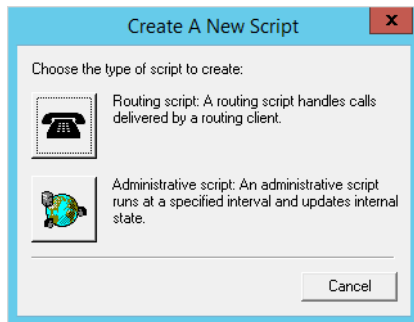 Create A New Script
x
Choose the type of script to create:
Routing script: A routing script handles calls
delivered by a routing client.
Administrative script: An administrative script
runs at a specified interval and updates internal
state.
Cancel